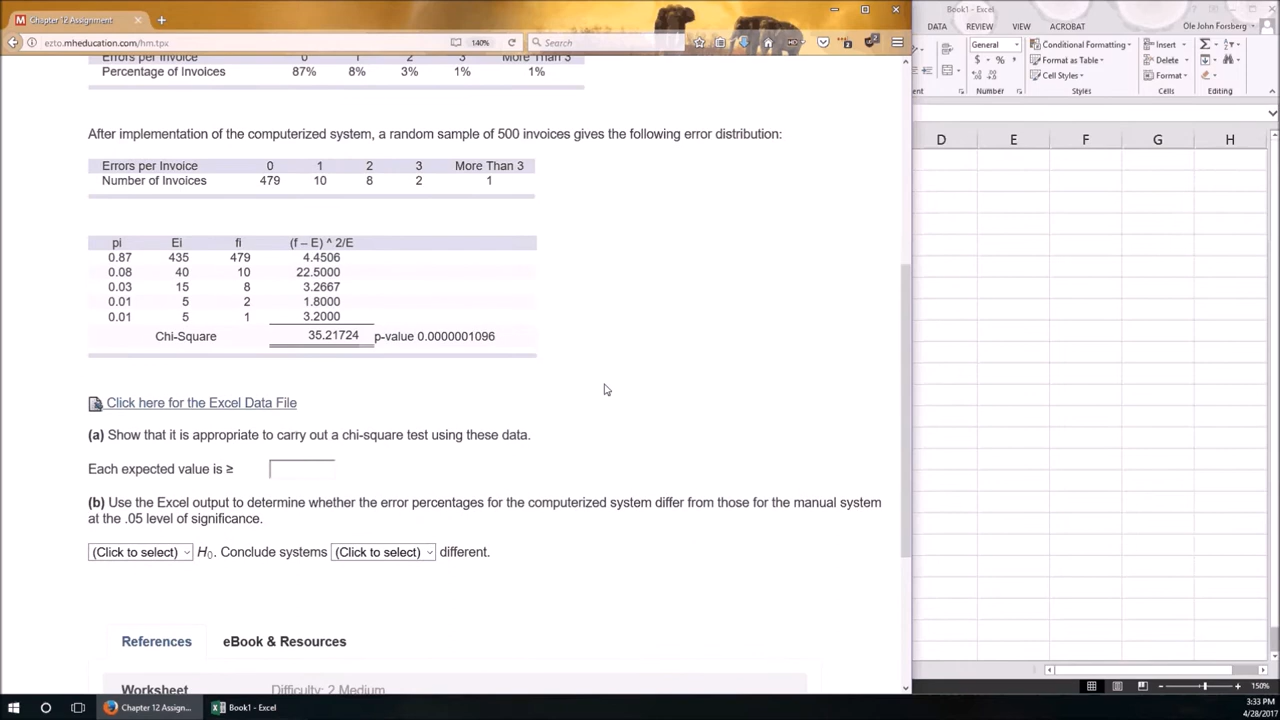 Chapter 12 Assignment
Book1 - Excel
ezto.mheducation.com/hm.tpx
140%
Search
DATA REVIEW VIEW ACROBAT
Ole John Forsberg
General
Conditional Formatting
Format as Table
Cell Styles
Insert
Delete
Format
Number Styles Cells Editing
D E F G H
Errors per Invoice 0 1 2 3 More Than 3
Percentage of Invoices 87% 8% 3% 1% 1%
After implementation of the computerized system, a random sample of 500 invoices gives the following error distribution:
Errors per Invoice 0 1 2 3 More Than 3
Number of Invoices 479 10 8 2 1
pi Ei fi (f – E) ^ 2/E
0.87 435 479 4.4506
0.08 40 10 22.5000
0.03 15 8 3.2667
0.01 5 2 1.8000
0.01 5 1 3.2000
Chi-Square 35.21724 p-value 0.0000001096
Click here for the Excel Data File
(a) Show that it is appropriate to carry out a chi-square test using these data.
Each expected value is ≥
(b) Use the Excel output to determine whether the error percentages for the computerized system differ from those for the manual system
at the .05 level of significance.
(Click to select) H0. Conclude systems (Click to select) different.
References eBook & Resources
Worksheet Difficulty: 2 Medium
150%
Chapter 12 Assign...
Book1 - Excel
3:33 PM
4/28/2017